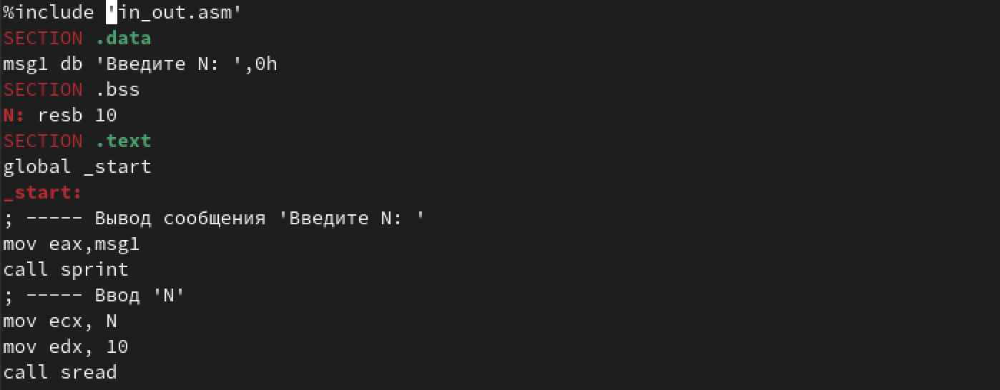 %include 'in_out.asm'
SECTION .data
msg1 db 'Введите N: ',0h
SECTION .bss
N: resb 10
SECTION .text
global _start
_start:
; ----- Вывод сообщения 'Введите N: '
mov eax,msg1
call sprint
; ----- Ввод 'N'
mov ecx, N
mov edx, 10
call sread